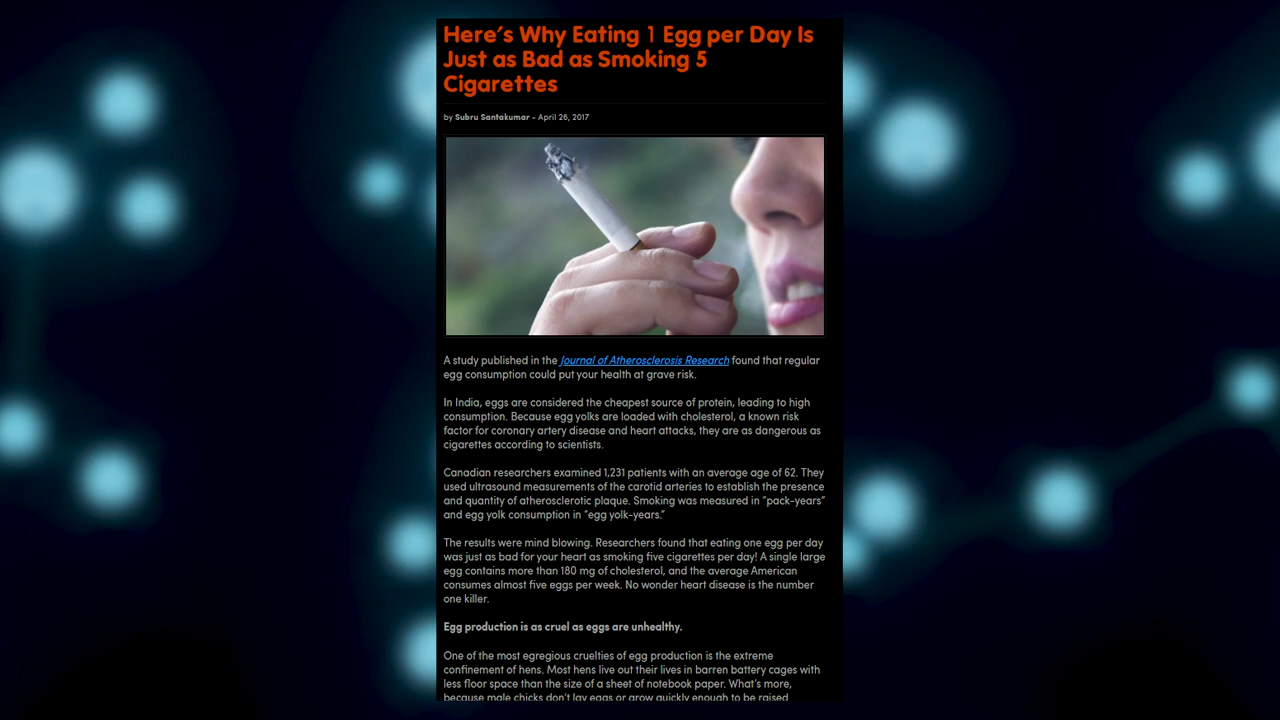 Here's Why Eating 1 Egg per Day Is
Just as Bad as Smoking 5
Cigarettes
by Subru Santakumar - April 26, 2017
A study published in the Journal of Atherosclerosis Research found that regular
egg consumption could put your health at grave risk.
In India, eggs are considered the cheapest source of protein, leading to high
consumption. Because egg yolks are loaded with cholesterol, a known risk
factor for coronary artery disease and heart attacks, they are as dangerous as
cigarettes according to scientists.
Canadian researchers examined 1,231 patients with an average age of 62. They
used ultrasound measurements of the carotid arteries to establish the presence
and quantity of atherosclerotic plaque. Smoking was measured in “pack-years”
and egg yolk consumption in “egg yolk-years.”
The results were mind blowing. Researchers found that eating one egg per day
was just as bad for your heart as smoking five cigarettes per day! A single large
egg contains more than 180 mg of cholesterol, and the average American
consumes almost five eggs per week. No wonder heart disease is the number
one killer.
Egg production is as cruel as eggs are unhealthy.
One of the most egregious cruelties of egg production is the extreme
confinement of hens. Most hens live out their lives in barren battery cages with
less floor space than the size of a sheet of notebook paper. What's more,
because male chicks don't lay eggs or grow quickly enough to be raised